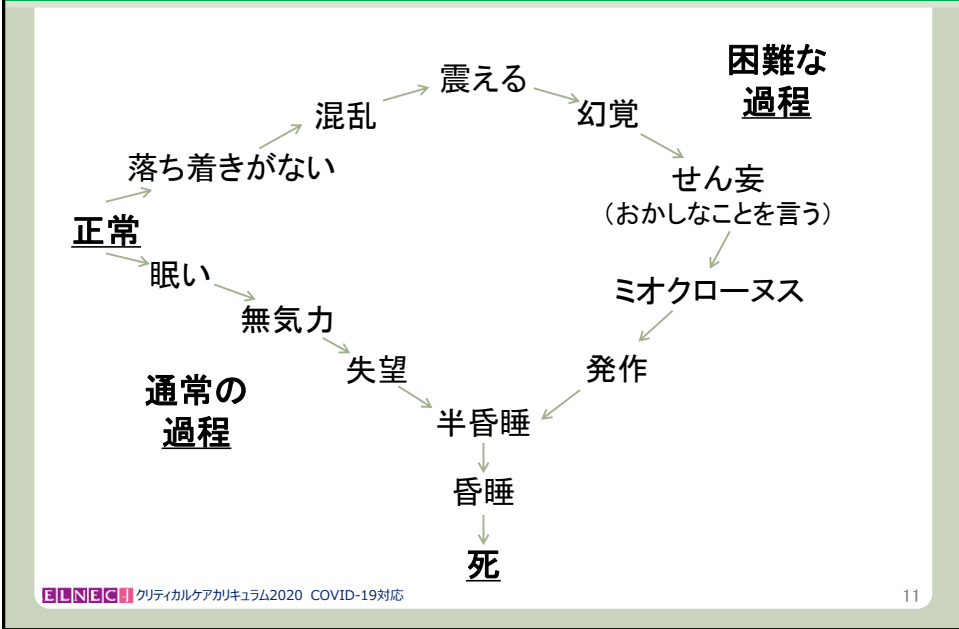 困難な
過程
震える
混乱
幻覚
落ち着きがない
せん妄
（おかしなことを言う）
正常
眠い
ミオクローヌス
無気力
失望
発作
通常の
過程
半昏睡
昏睡
死
ELNEC-J クリティカルケアカリキュラム2020 COVID-19対応
11